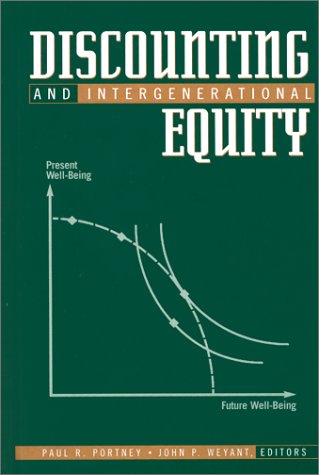 DISCOUNTING
AND INTERGENERATIONAL
EQUITY
Present
Well-Being
Future Well-Being
PAUL R. PORTNEY • JOHN P. WEYANT, EDITORS